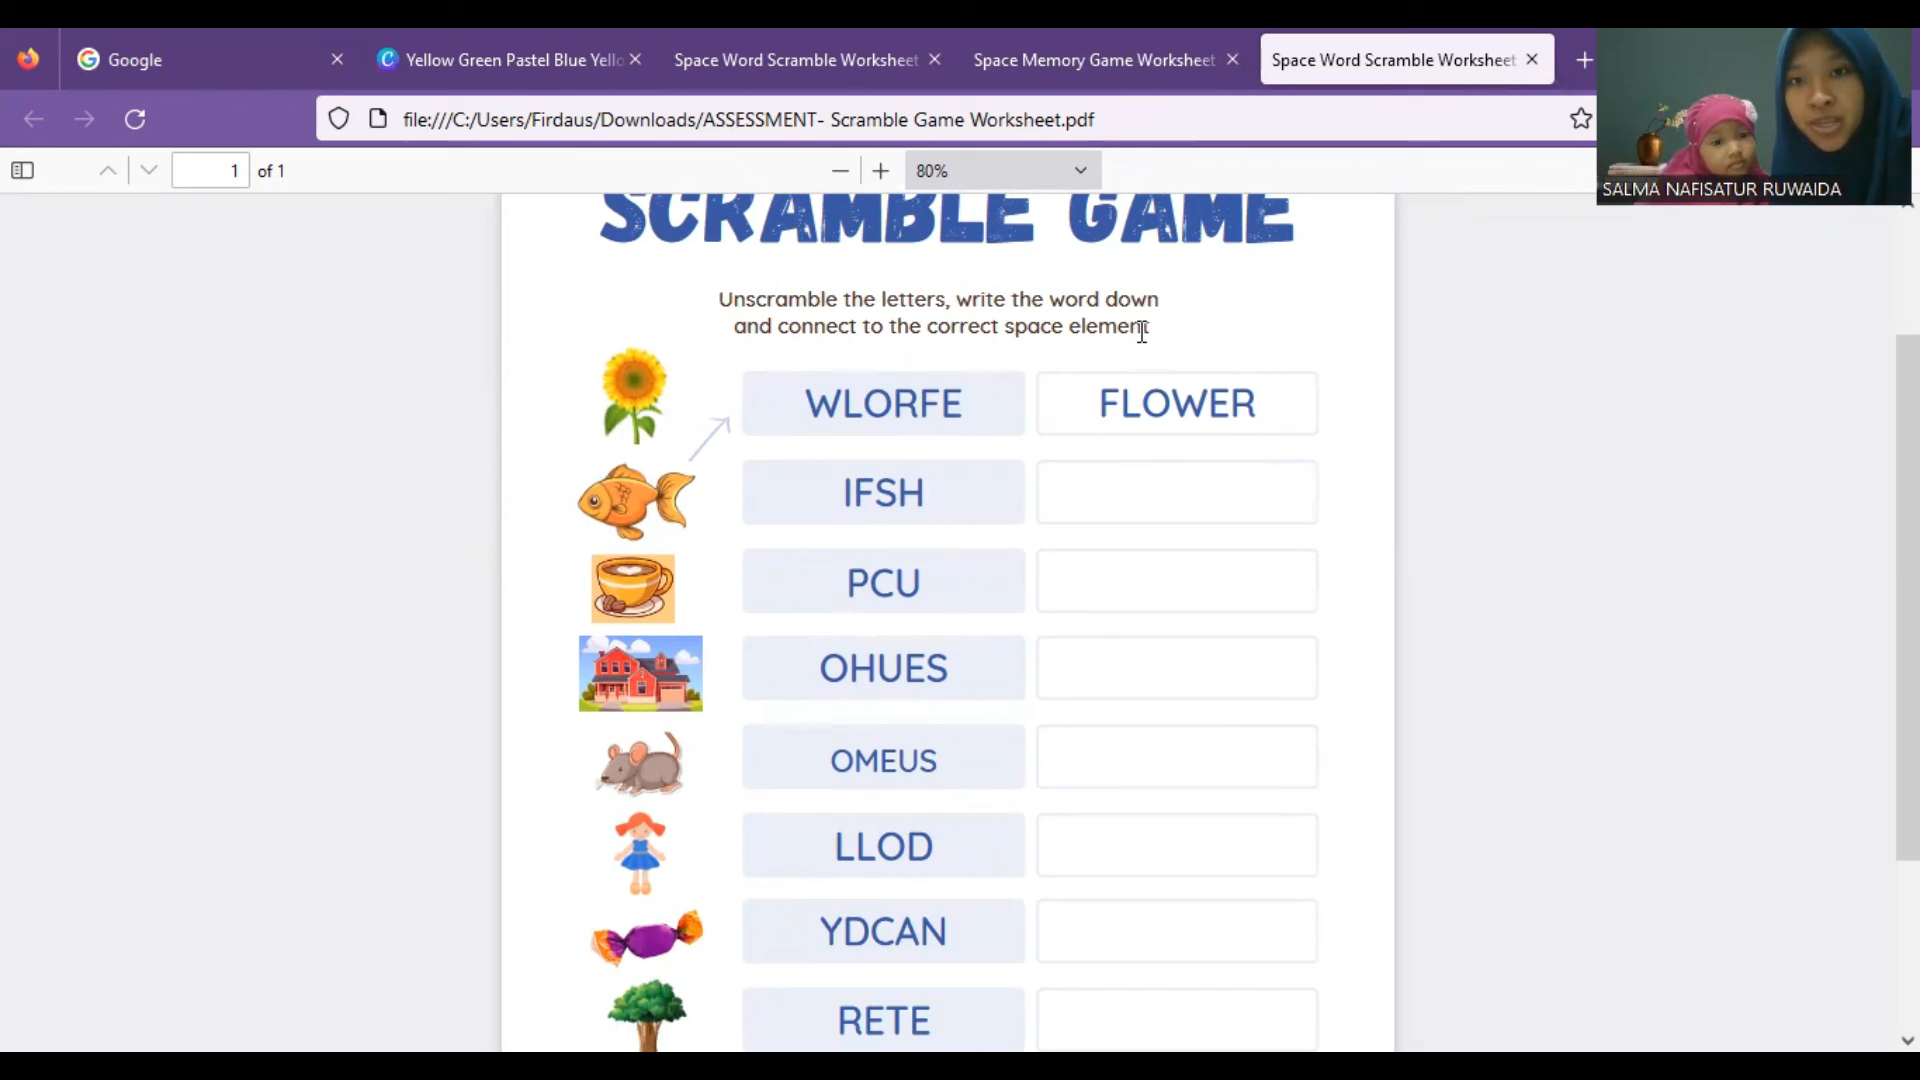 Google
Yellow Green Pastel Blue Yello
Space Word Scramble Worksheet
Space Memory Game Worksheet
Space Word Scramble Worksheet
file:///C:/Users/Firdaus/Downloads/ASSESSMENT- Scramble Game Worksheet.pdf
1 of 1
80%
SALMA NAFISATUR RUWAIDA
SCRAMBLE GAME
Unscramble the letters, write the word down
and connect to the correct space element
WLORFE FLOWER
IFSH
PCU
OHUES
OMEUS
LLOD
YDCAN
RETE